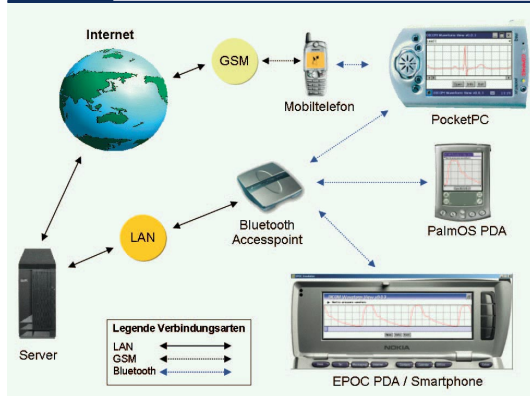 Internet
GSM
Mobiltelefon
PocketPC
Bluetooth
Accesspoint
PalmOS PDA
LAN
Server
Legende Verbindungsarten
LAN
GSM
Bluetooth
NOKIA
EPOC PDA / Smartphone